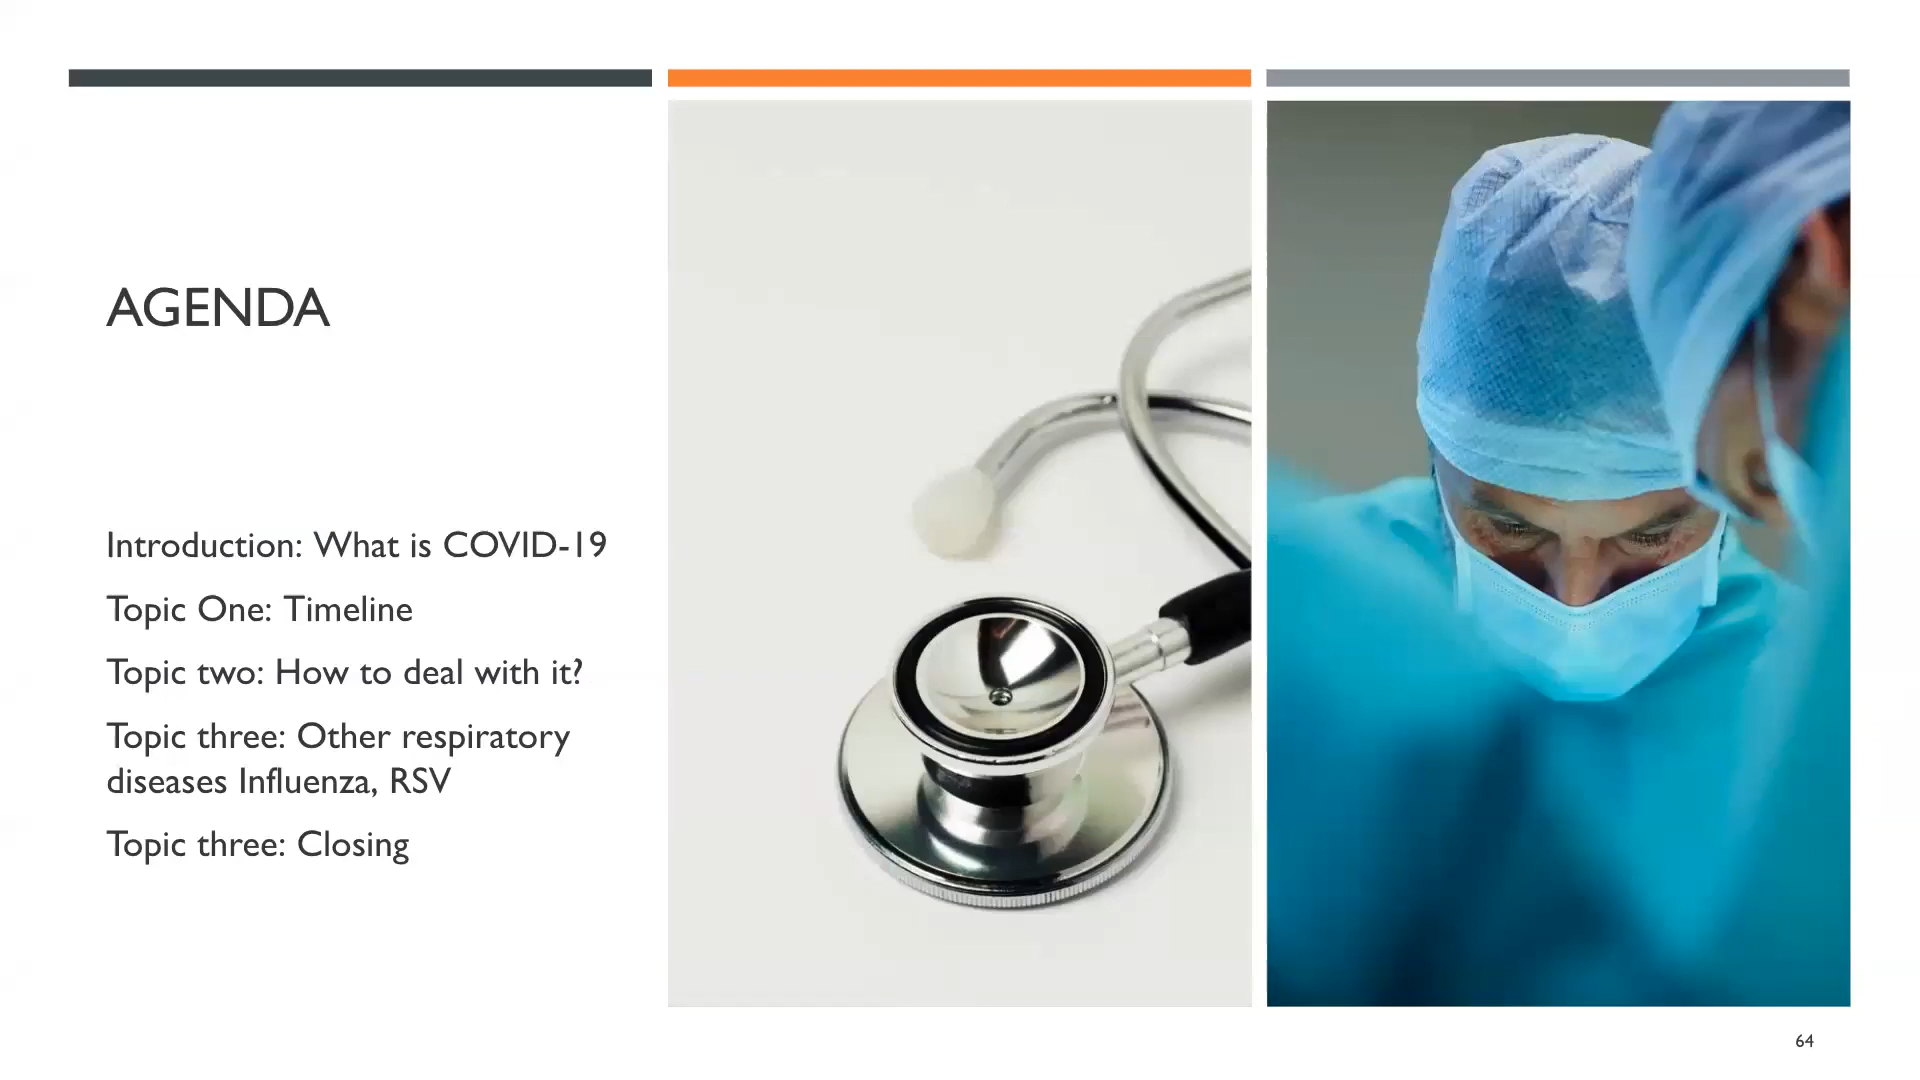 AGENDA
Introduction: What is COVID-19
Topic One: Timeline
Topic two: How to deal with it?
Topic three: Other respiratory
diseases Influenza, RSV
Topic three: Closing
64